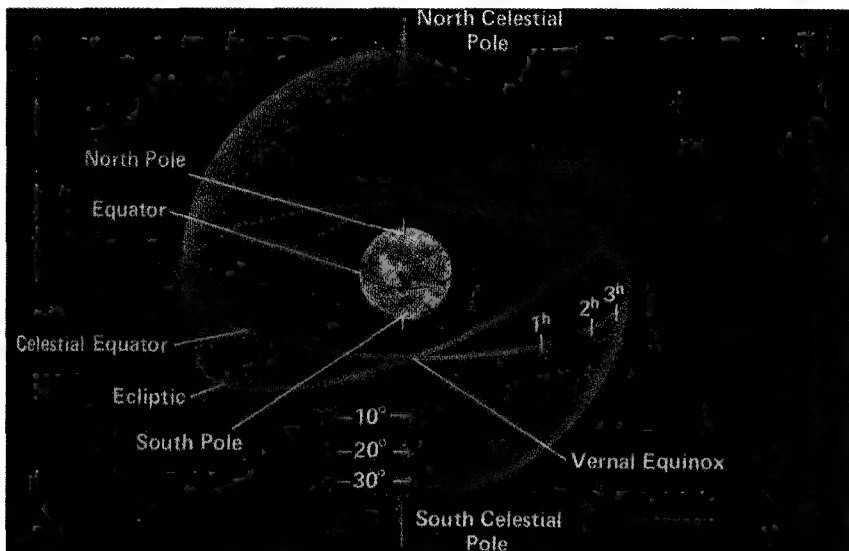 North Celestial
Pole
North Pole
Equator
1h 2h 3h
Celestial Equator
Ecliptic
South Pole
-10°
-20°
-30°
Vernal Equinox
South Celestial
Pole